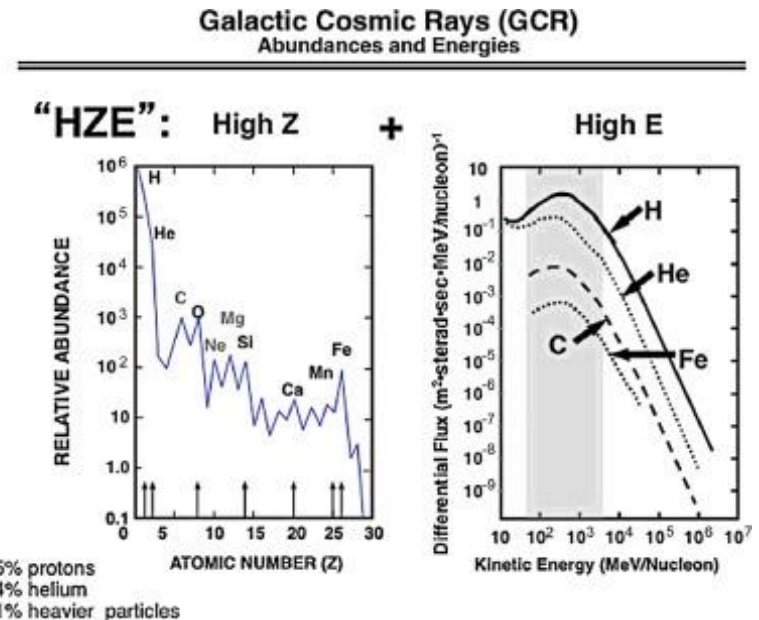 Galactic Cosmic Rays (GCR)
Abundances and Energies
“HZE”: High Z + High E
RELATIVE ABUNDANCE
10⁶
10⁵
10⁴
10³
10²
10
1.0
0.1
H
He
C
O
Mg
Ne
Si
Ca
Mn
Fe
0 5 10 15 20 25 30
ATOMIC NUMBER (Z)
Differential Flux (m²•sterad•sec•MeV/nucleon)⁻¹
10
1
10⁻¹
10⁻²
10⁻³
10⁻⁴
10⁻⁵
10⁻⁶
10⁻⁷
10⁻⁸
10⁻⁹
H
He
C
Fe
10 10² 10³ 10⁴ 10⁵ 10⁶ 10⁷
Kinetic Energy (MeV/Nucleon)
% protons
4% helium
1% heavier particles